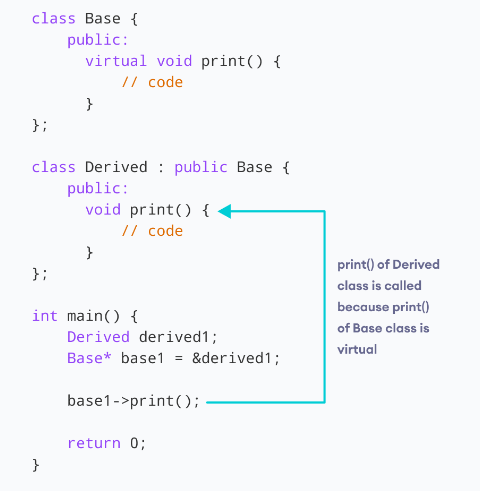 class Base {
    public:
      virtual void print() {
          // code
      }
};

class Derived : public Base {
    public:
      void print() {
          // code
      }
};

int main() {
    Derived derived1;
    Base* base1 = &derived1;

    base1->print();

    return 0;
}
print() of Derived
class is called
because print()
of Base class is
virtual